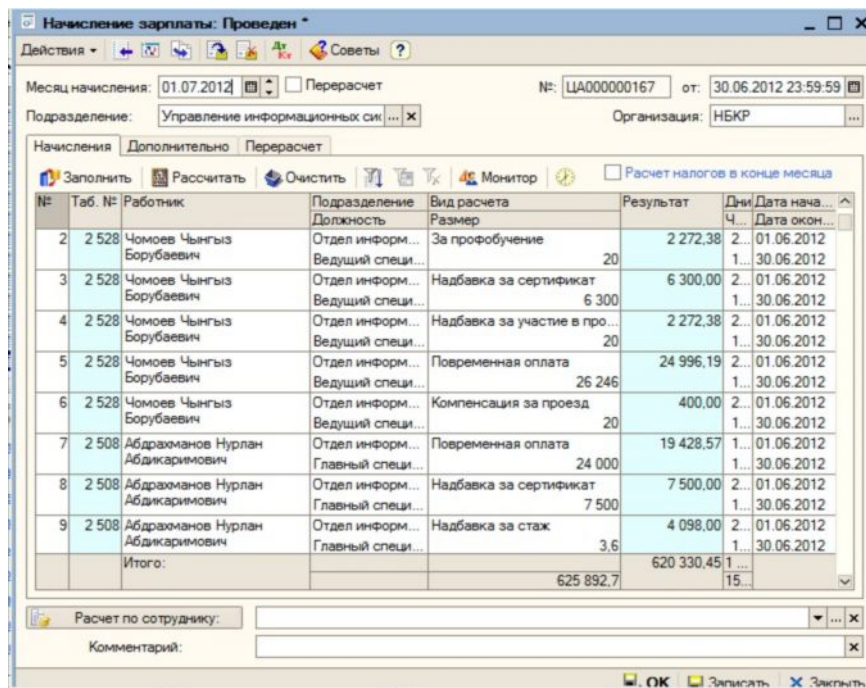 Начисление зарплаты: Проведен *
Действия Дт Кт Советы ?
Месяц начисления: 01.07.2012 Перерасчет №: ЦА000000167 от: 30.06.2012 23:59:59
Подразделение: Управление информационных сис ... x Организация: НБКР ...
Начисления Дополнительно Перерасчет
Заполнить Рассчитать Очистить Монитор Расчет налогов в конце месяца
№ Таб. № Работник Подразделение Вид расчета Результат Дни Дата нача...
Должность Размер Ч... Дата окон...
2 2 528 Чомоев Чынгыз Отдел информ... За профобучение 2 272,38 2... 01.06.2012
Борубаевич Ведущий специ... 20 1... 30.06.2012
3 2 528 Чомоев Чынгыз Отдел информ... Надбавка за сертификат 6 300,00 2... 01.06.2012
Борубаевич Ведущий специ... 6 300 1... 30.06.2012
4 2 528 Чомоев Чынгыз Отдел информ... Надбавка за участие в про... 2 272,38 2... 01.06.2012
Борубаевич Ведущий специ... 20 1... 30.06.2012
5 2 528 Чомоев Чынгыз Отдел информ... Повременная оплата 24 996,19 2... 01.06.2012
Борубаевич Ведущий специ... 26 246 1... 30.06.2012
6 2 528 Чомоев Чынгыз Отдел информ... Компенсация за проезд 400,00 2... 01.06.2012
Борубаевич Ведущий специ... 20 1... 30.06.2012
7 2 508 Абдрахманов Нурлан Отдел информ... Повременная оплата 19 428,57 1... 01.06.2012
Абдикаримович Главный специ... 24 000 1... 30.06.2012
8 2 508 Абдрахманов Нурлан Отдел информ... Надбавка за сертификат 7 500,00 2... 01.06.2012
Абдикаримович Главный специ... 7 500 1... 30.06.2012
9 2 508 Абдрахманов Нурлан Отдел информ... Надбавка за стаж 4 098,00 2... 01.06.2012
Абдикаримович Главный специ... 3,6 1... 30.06.2012
Итого: 620 330,45 1 ...
625 892,7 15...
Расчет по сотруднику: ... x
Комментарий: x
OK Записать Закрыть